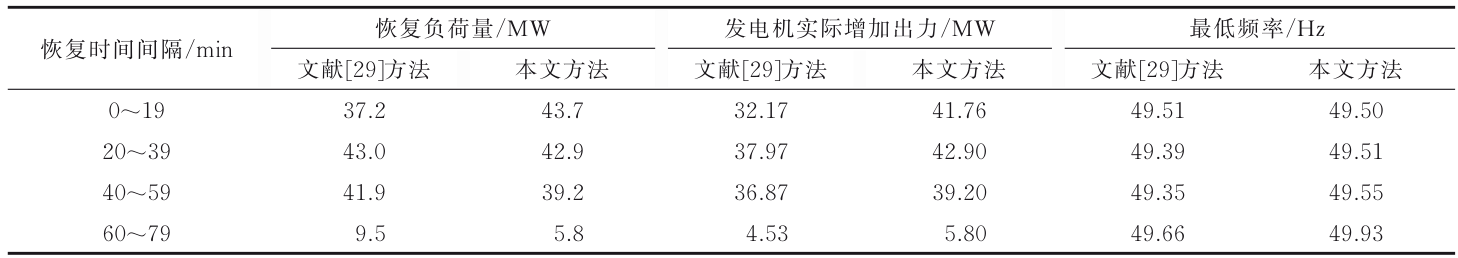 恢复时间间隔/min 恢复负荷量/MW 发电机实际增加出力/MW 最低频率/Hz
文献[29]方法 本文方法 文献[29]方法 本文方法 文献[29]方法 本文方法
0～19 37.2 43.7 32.17 41.76 49.51 49.50
20～39 43.0 42.9 37.97 42.90 49.39 49.51
40～59 41.9 39.2 36.87 39.20 49.35 49.55
60～79 9.5 5.8 4.53 5.80 49.66 49.93